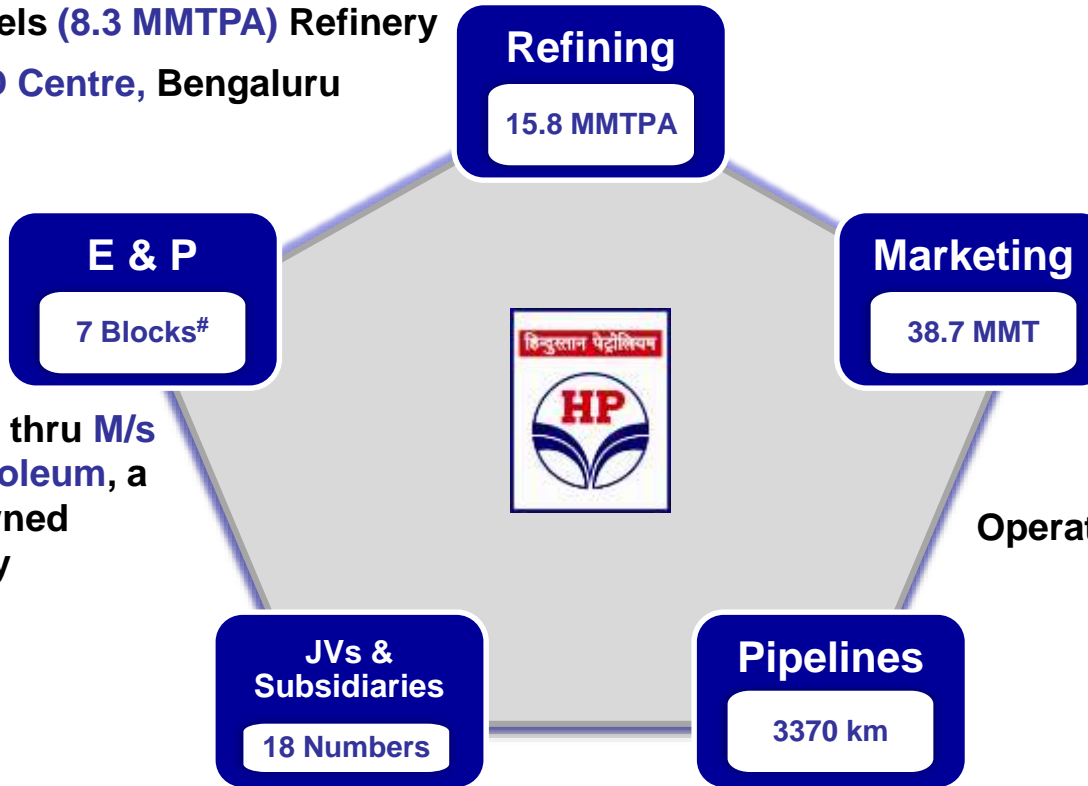 els (8.3 MMTPA) Refinery
Centre, Bengaluru
Refining
15.8 MMTPA
E & P
7 Blocks#
Marketing
38.7 MMT
हिन्दुस्तान पेट्रोलियम
HP
thru M/s
oleum, a
ned
y
Operat
JVs &
Subsidiaries
18 Numbers
Pipelines
3370 km